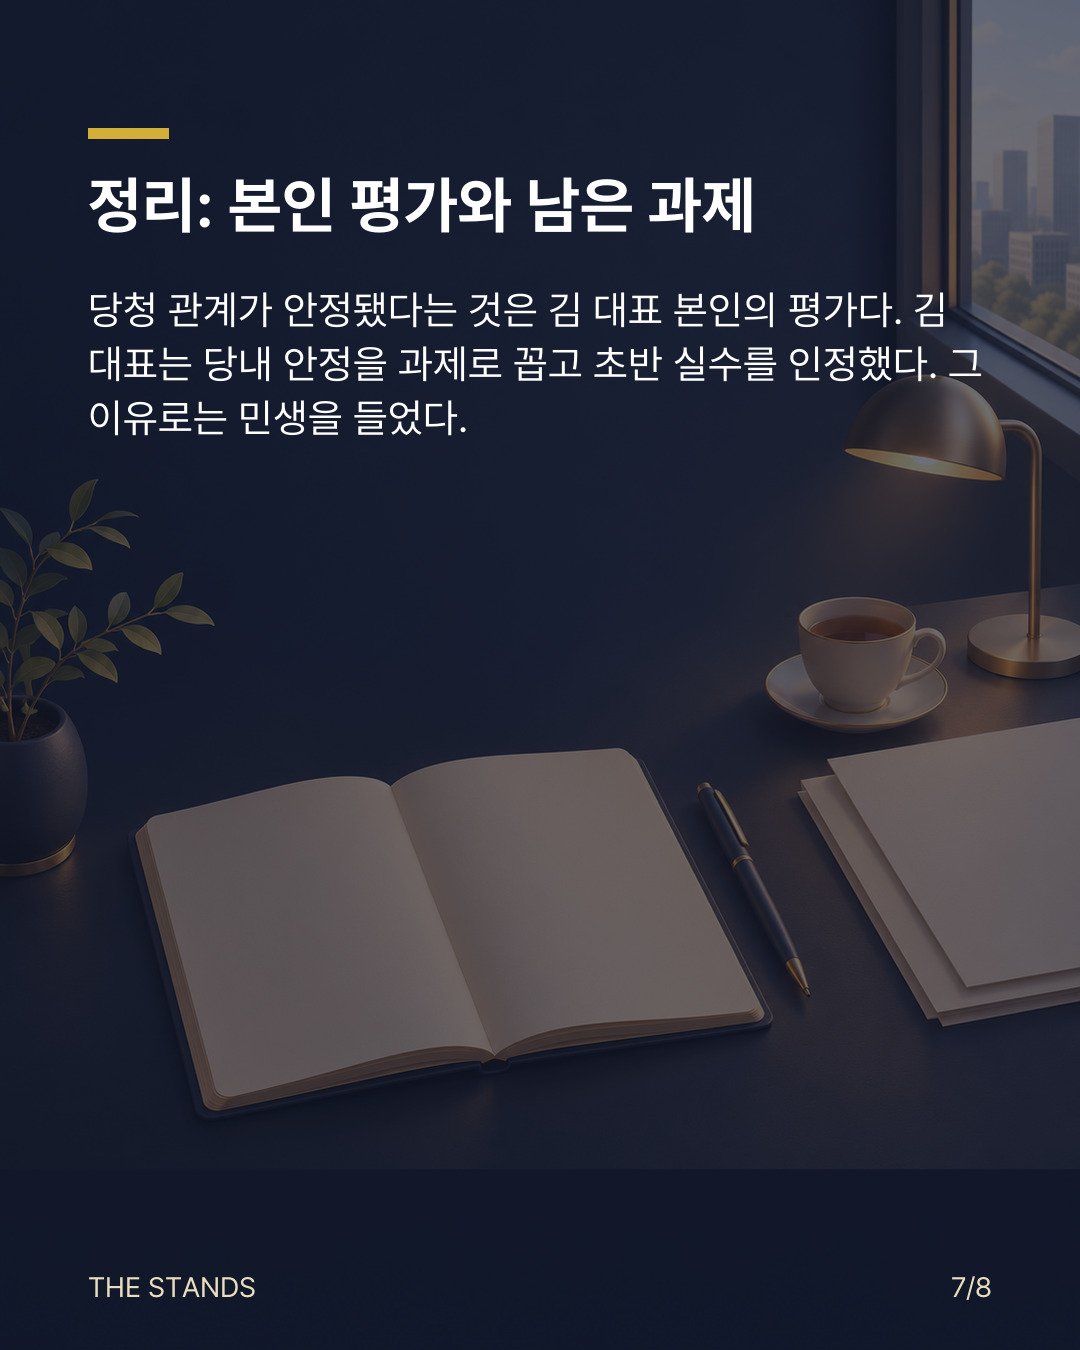 정리: 본인 평가와 남은 과제
당청 관계가 안정됐다는 것은 김 대표 본인의 평가다. 김
대표는 당내 안정을 과제로 꼽고 초반 실수를 인정했다. 그
이유로는 민생을 들었다.
THE STANDS
7/8